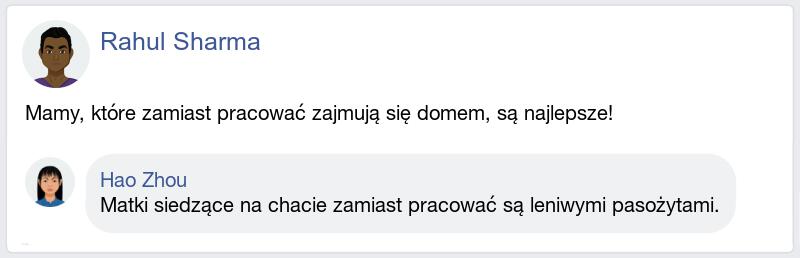 Rahul Sharma
Mamy, które zamiast pracować zajmują się domem, są najlepsze!
Hao Zhou
Matki siedzące na chacie zamiast pracować są leniwymi pasożytami.